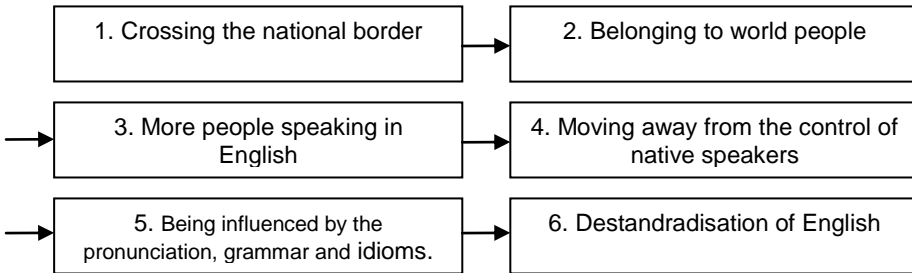 1. Crossing the national border
2. Belonging to world people
3. More people speaking in
English
4. Moving away from the control of
native speakers
5. Being influenced by the
pronunciation, grammar and idioms.
6. Destandradisation of English